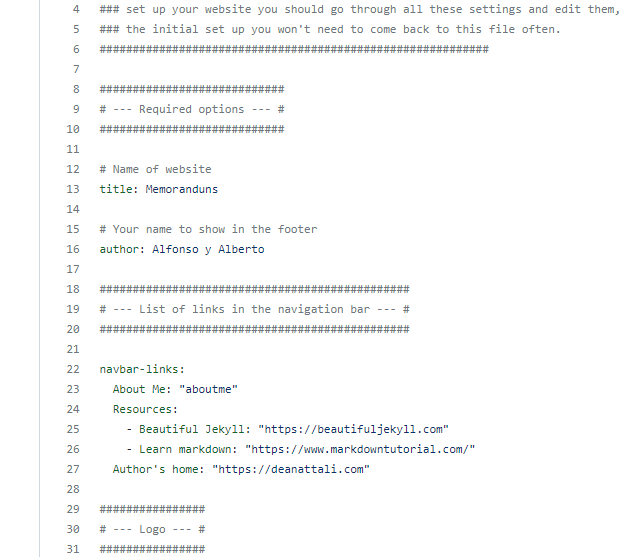 4 ### set up your website you should go through all these settings and edit them,
5 ### the initial set up you won't need to come back to this file often.
6 ###########################################################
7
8 ############################
9 # --- Required options --- #
10 ############################
11
12 # Name of website
13 title: Memoranduns
14
15 # Your name to show in the footer
16 author: Alfonso y Alberto
17
18 ###############################################
19 # --- List of links in the navigation bar --- #
20 ###############################################
21
22 navbar-links:
23   About Me: "aboutme"
24   Resources:
25     - Beautiful Jekyll: "https://beautifuljekyll.com"
26     - Learn markdown: "https://www.markdowntutorial.com/"
27   Author's home: "https://deanattali.com"
28
29 ################
30 # --- Logo --- #
31 ################